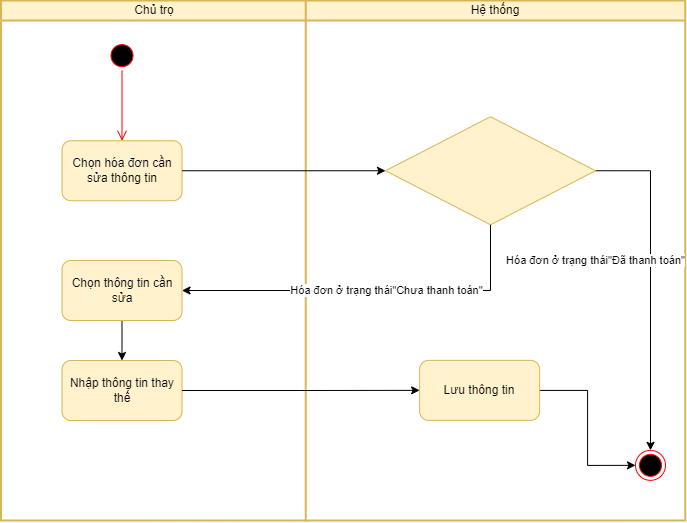 Chủ trọ
Hệ thống
Chọn hóa đơn cần
sửa thông tin
Hóa đơn ở trạng thái"Đã thanh toán"
Chọn thông tin cần
sửa
Hóa đơn ở trạng thái"Chưa thanh toán"
Nhập thông tin thay
thế
Lưu thông tin